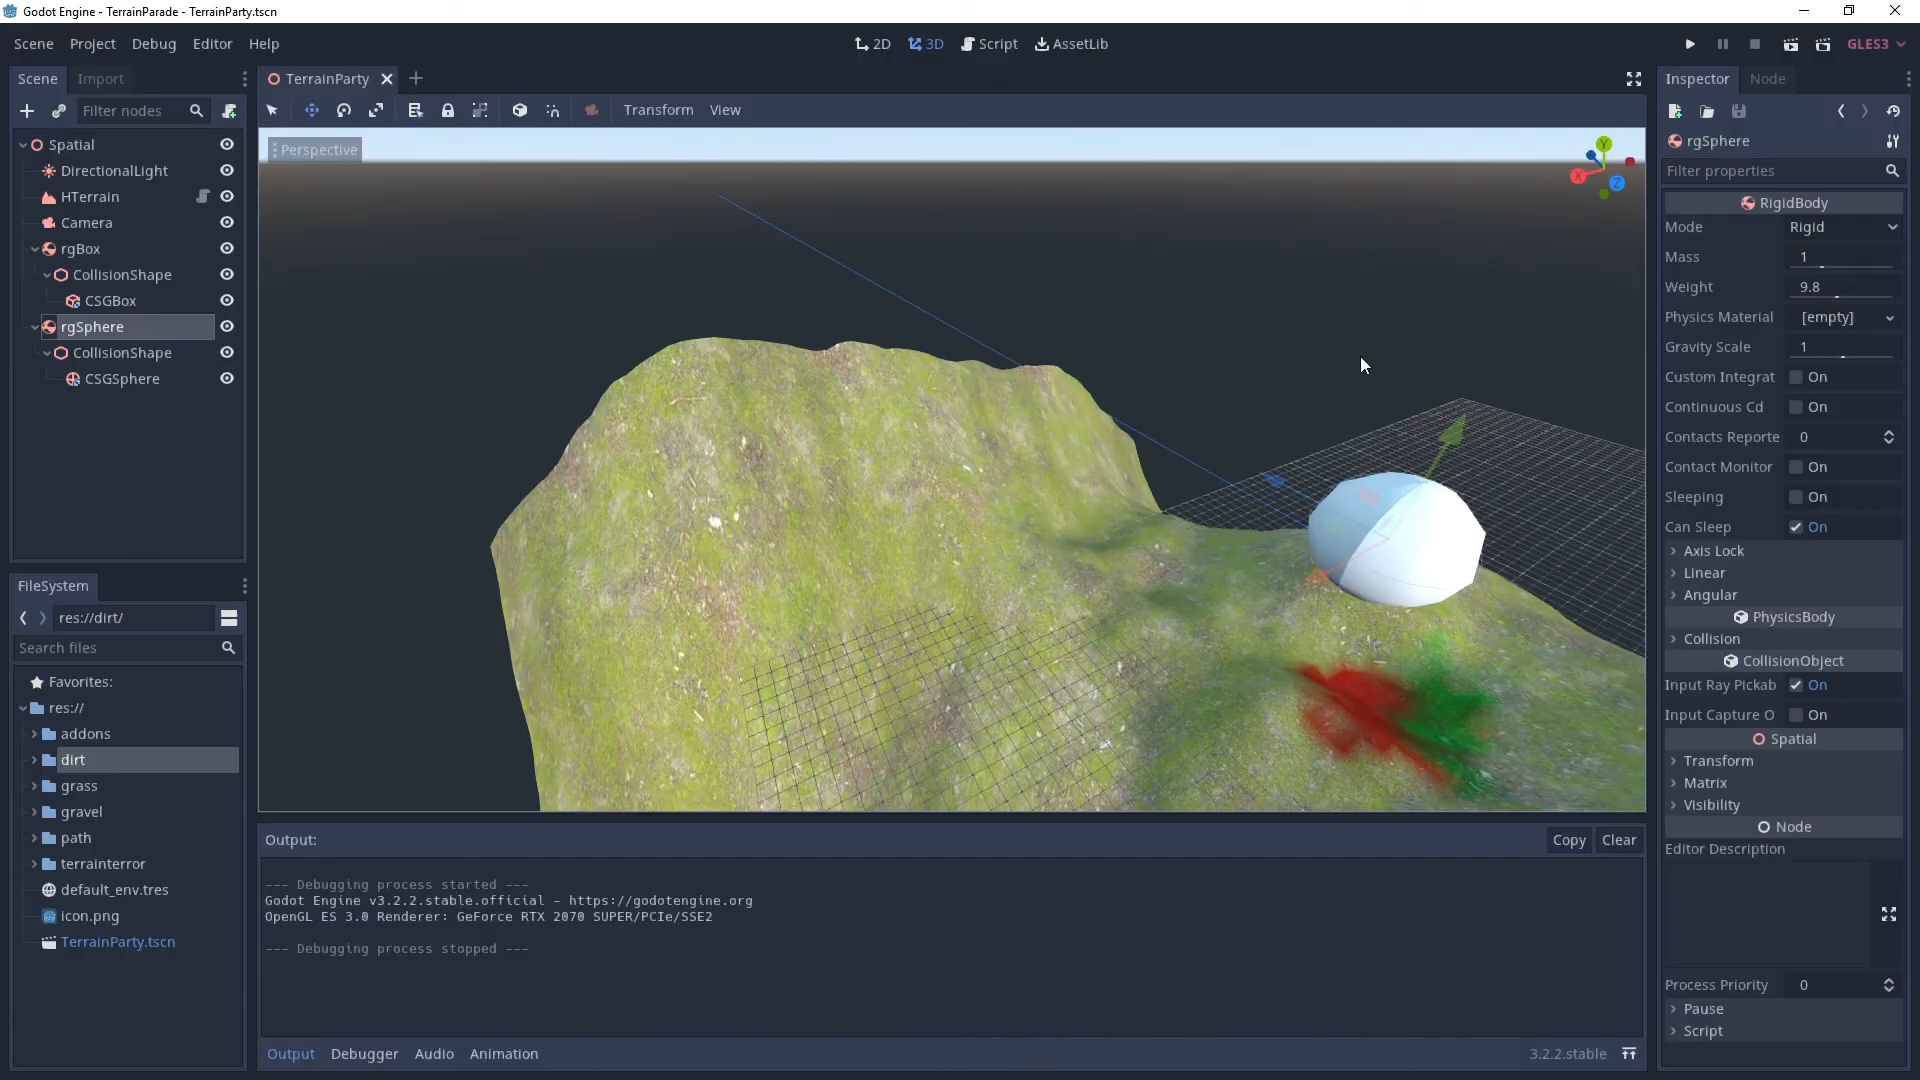 Godot Engine - TerrainParade - TerrainParty.tscn
Scene Project Debug Editor Help
2D 3D Script AssetLib
GLES3
Scene Import
Filter nodes
Spatial
DirectionalLight
HTerrain
Camera
rgBox
CollisionShape
CSGBox
rgSphere
CollisionShape
CSGSphere
FileSystem
res://dirt/
Search files
Favorites:
res://
addons
dirt
grass
gravel
path
terrainterror
default_env.tres
icon.png
TerrainParty.tscn
TerrainParty
Transform View
Perspective
Y
X
Z
Output:
Copy Clear
--- Debugging process started ---
Godot Engine v3.2.2.stable.official - https://godotengine.org
OpenGL ES 3.0 Renderer: GeForce RTX 2070 SUPER/PCIe/SSE2
--- Debugging process stopped ---
Output Debugger Audio Animation
3.2.2.stable
Inspector Node
rgSphere
Filter properties
RigidBody
Mode Rigid
Mass 1
Weight 9.8
Physics Material [empty]
Gravity Scale 1
Custom Integrat On
Continuous Cd On
Contacts Reporte 0
Contact Monitor On
Sleeping On
Can Sleep On
Axis Lock
Linear
Angular
PhysicsBody
Collision
CollisionObject
Input Ray Pickab On
Input Capture O On
Spatial
Transform
Matrix
Visibility
Node
Editor Description
Process Priority 0
Pause
Script